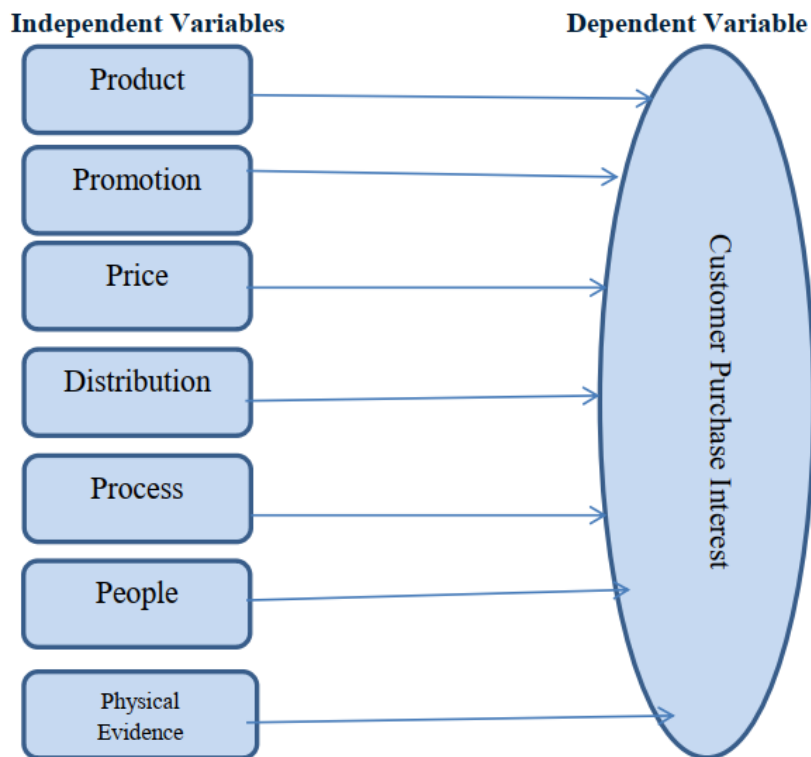 Independent Variables
Dependent Variable
Product
Promotion
Price
Distribution
Process
People
Physical
Evidence
Customer Purchase Interest